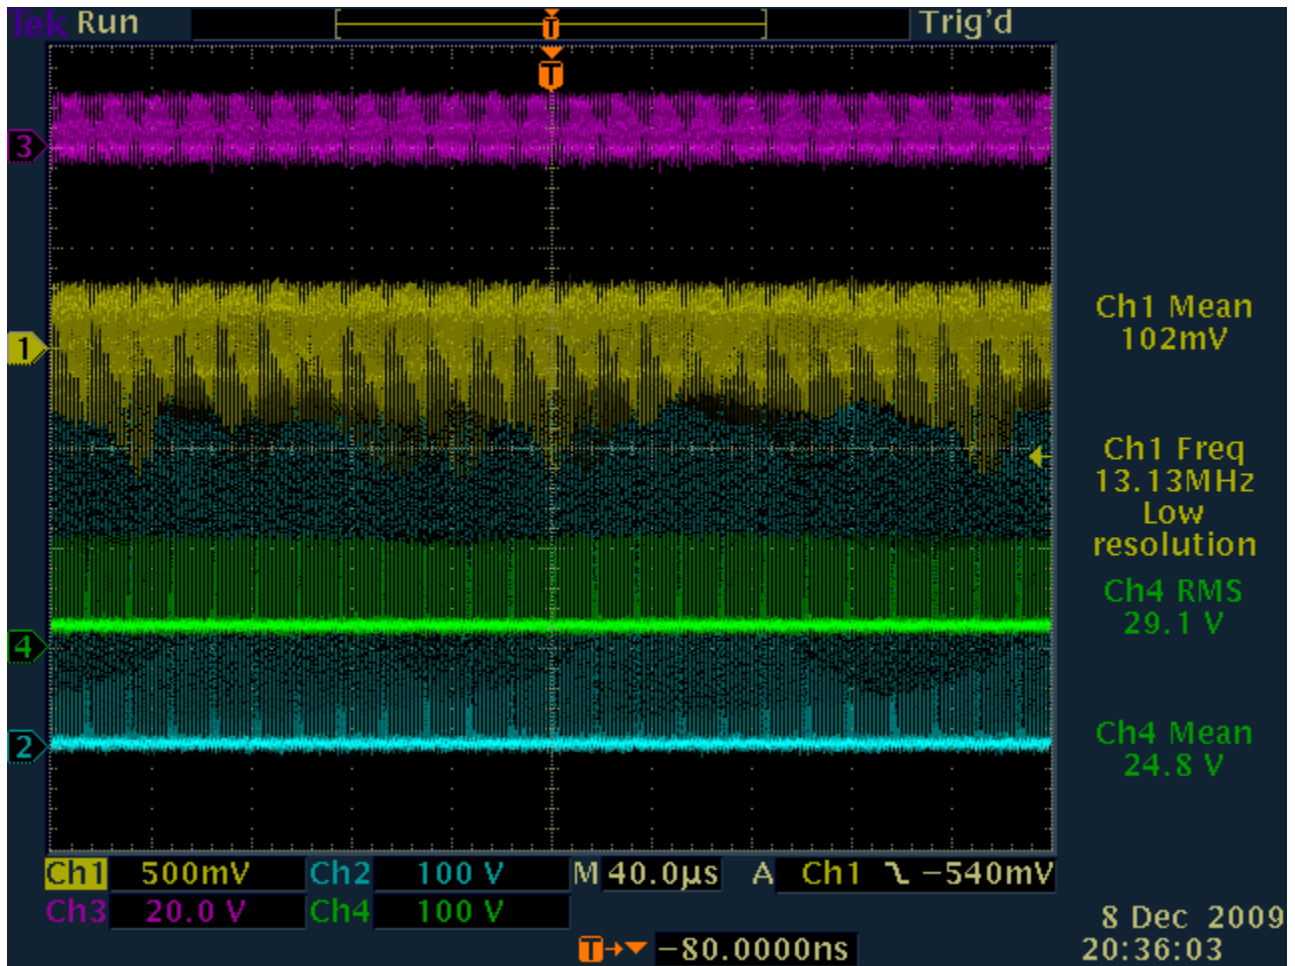 Tek Run Trig'd
T
T
3
1
4
2
Ch1 Mean
102mV
Ch1 Freq
13.13MHz
Low
resolution
Ch4 RMS
29.1 V
Ch4 Mean
24.8 V
Ch1 500mV Ch2 100 V M 40.0µs A Ch1 -540mV
Ch3 20.0 V Ch4 100 V
T→▼ -80.0000ns
8 Dec 2009
20:36:03